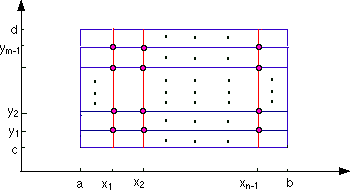 d
yₘ₋₁
y₂
y₁
c
a x₁ x₂ xₙ₋₁ b